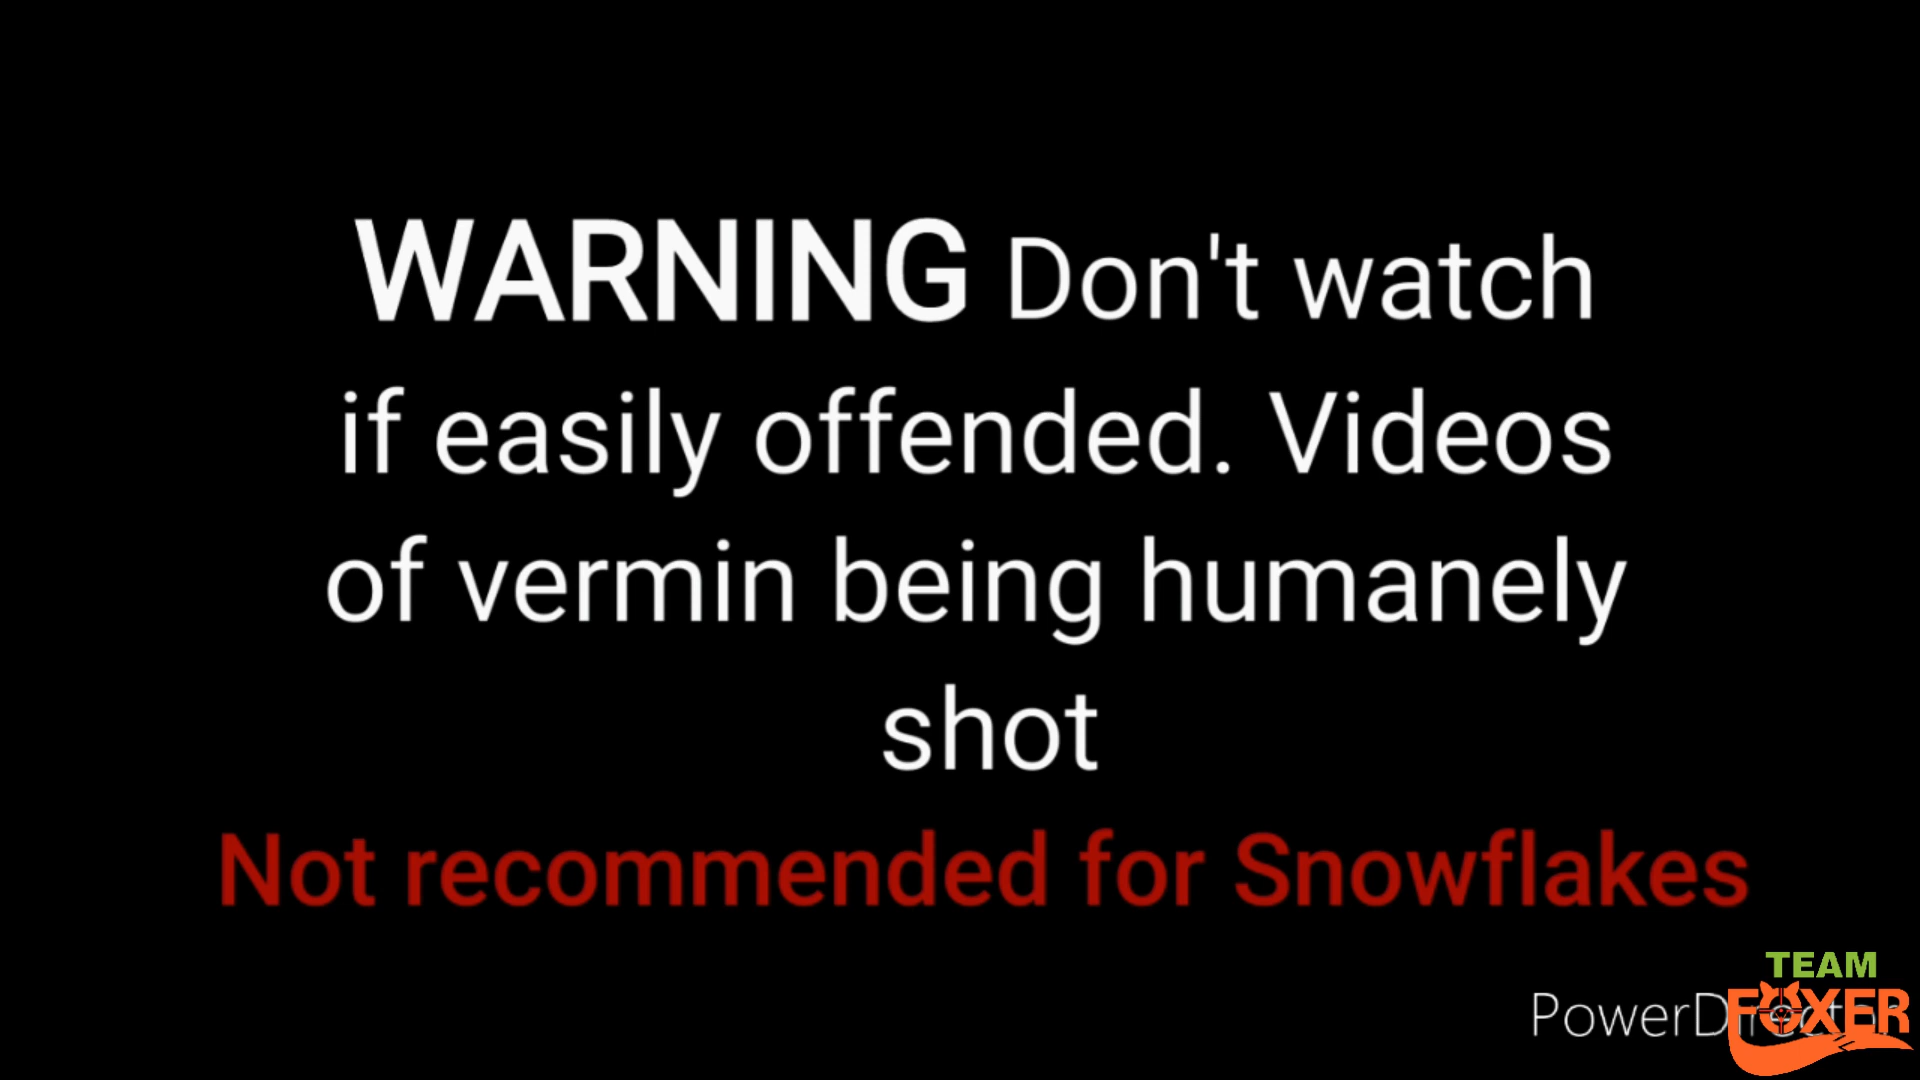 WARNING Don't watch
if easily offended. Videos
of vermin being humanely
shot
Not recommended for Snowflakes
TEAM
FOXER